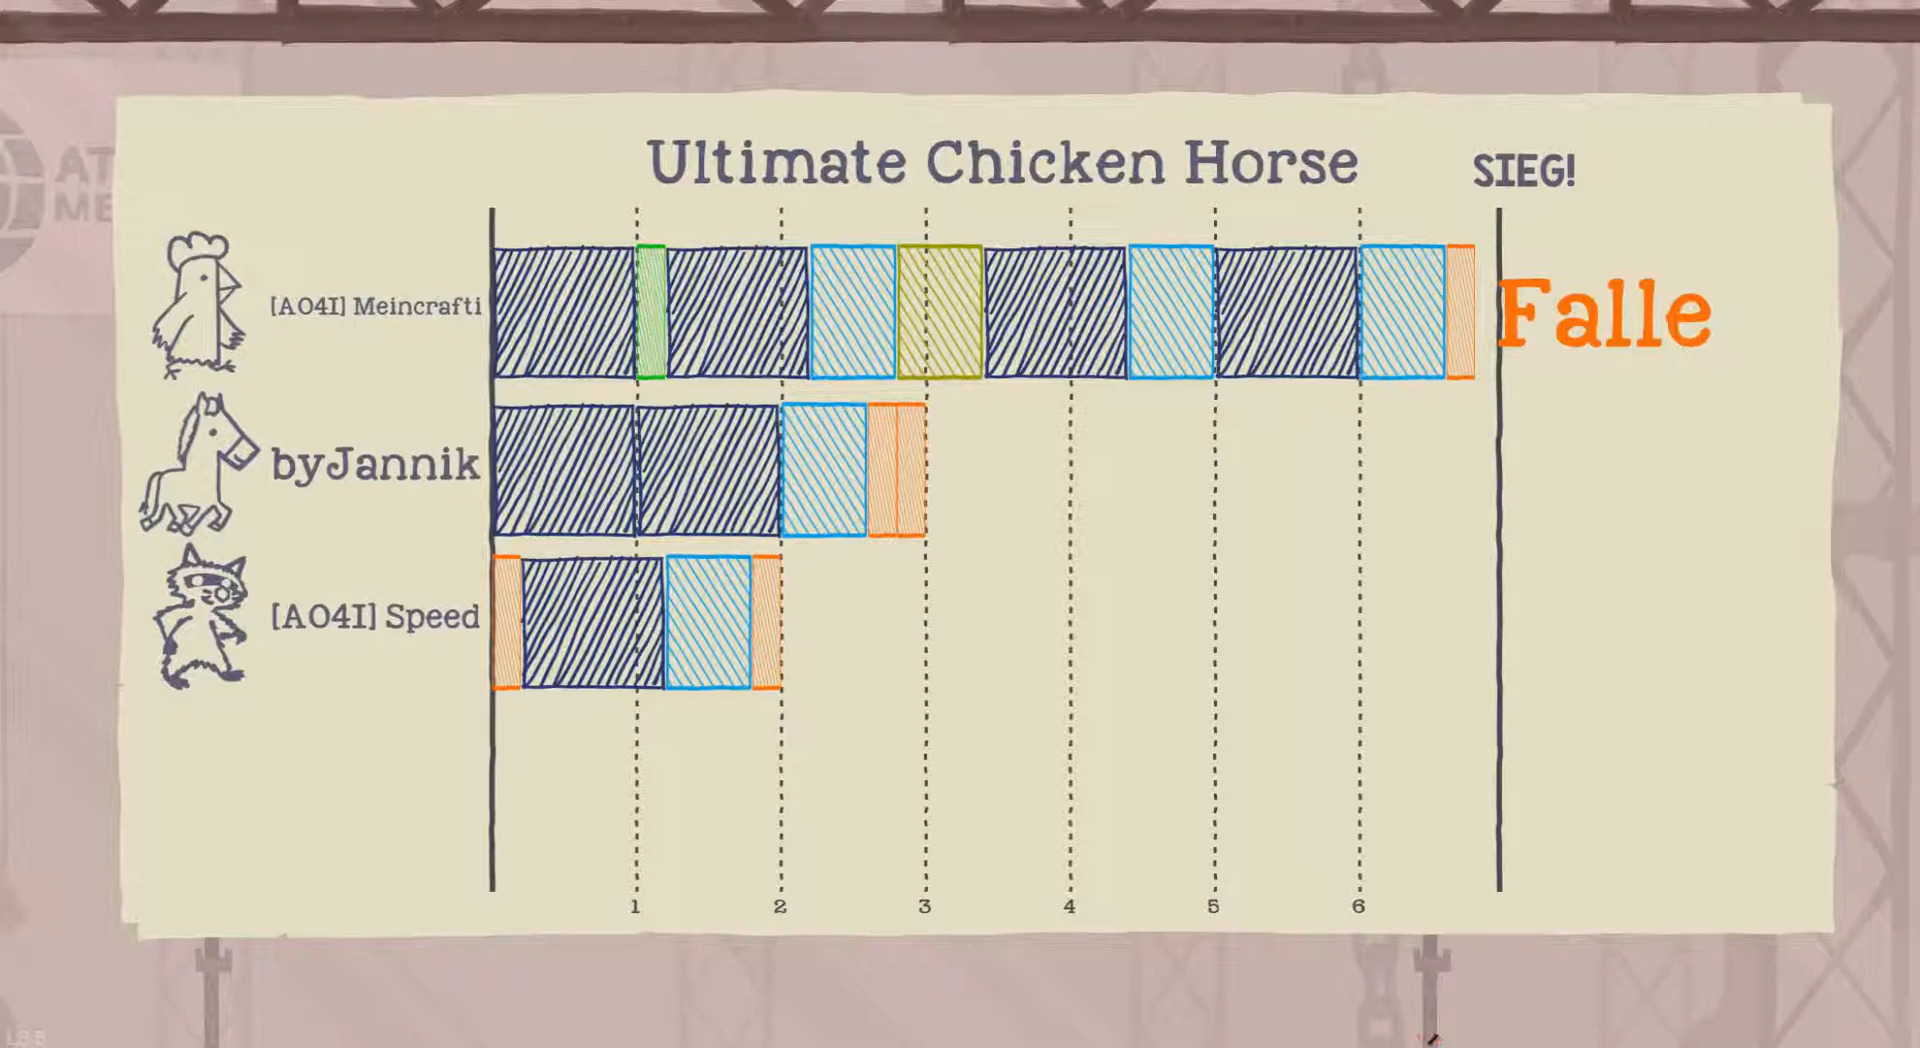 Ultimate Chicken Horse
SIEG!
[AO4I] Meincrafti
Falle
byJannik
[AO4I] Speed
1 2 3 4 5 6